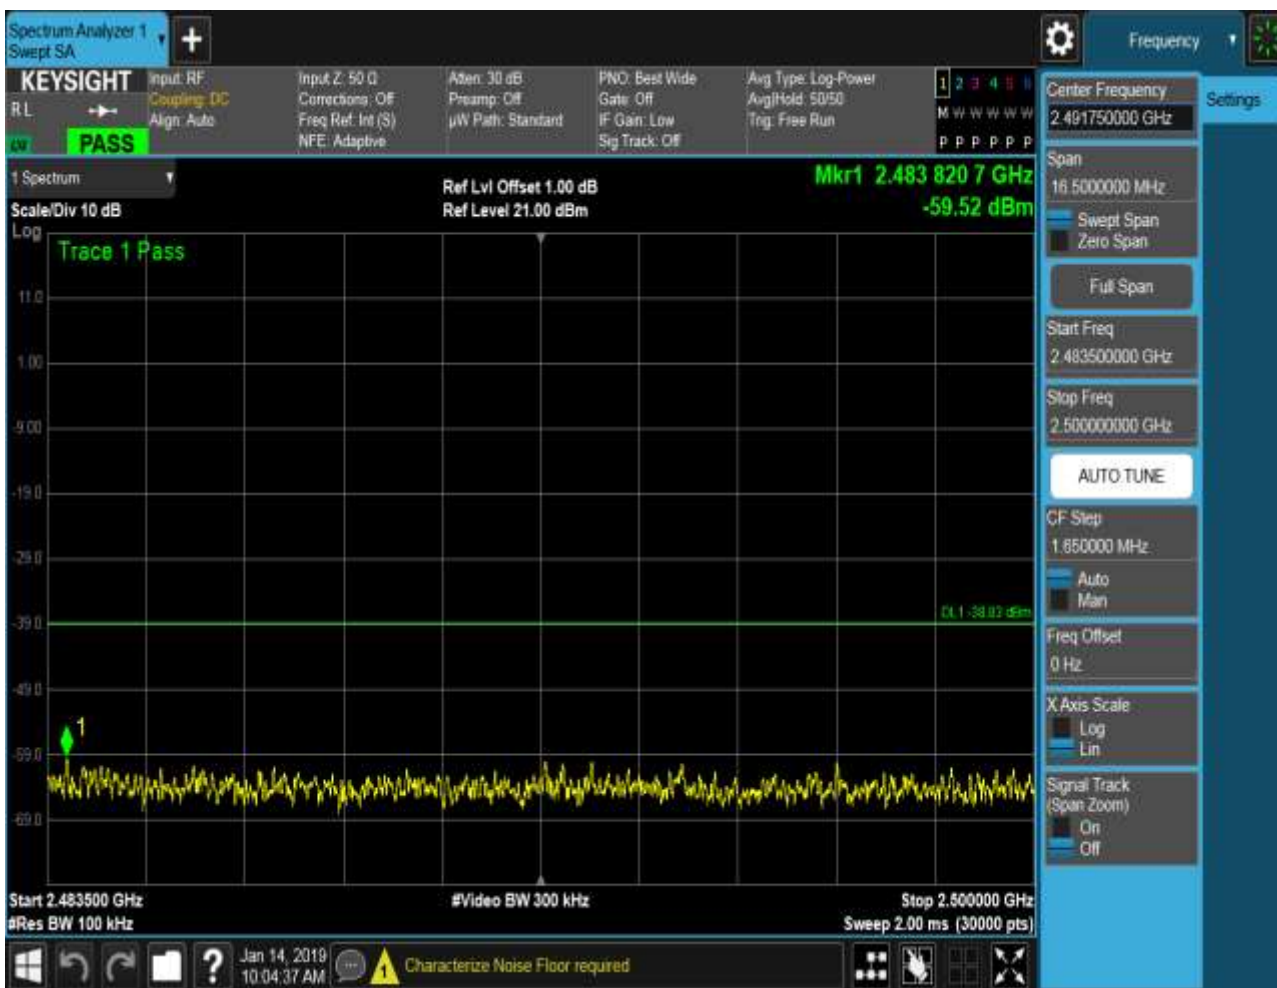 Spectrum Analyzer 1
Swept SA
+
Frequency
KEYSIGHT
R L
PASS
Input: RF
Coupling: DC
Align: Auto
Input Z: 50 Ω
Corrections: Off
Freq Ref: Int (S)
NFE: Adaptive
Atten: 30 dB
Preamp: Off
µW Path: Standard
PNO: Best Wide
Gate: Off
IF Gain: Low
Sig Track: Off
Avg Type: Log-Power
Avg|Hold: 50/50
Trig: Free Run
1 2 3 4 5 6
M W W W W W
P P P P P P
1 Spectrum
Scale/Div 10 dB
Ref Lvl Offset 1.00 dB
Ref Level 21.00 dBm
Mkr1 2.483 820 7 GHz
-59.52 dBm
Log
Trace 1 Pass
11.0
1.00
-9.00
-19.0
-29.0
-39.0
DL1 -38.03 dBm
-49.0
1
-59.0
-69.0
Start 2.483500 GHz
#Res BW 100 kHz
#Video BW 300 kHz
Stop 2.500000 GHz
Sweep 2.00 ms (30000 pts)
?
Jan 14, 2019
10:04:37 AM
1
Characterize Noise Floor required
Settings
Center Frequency
2.491750000 GHz
Span
16.5000000 MHz
Swept Span
Zero Span
Full Span
Start Freq
2.483500000 GHz
Stop Freq
2.500000000 GHz
AUTO TUNE
CF Step
1.650000 MHz
Auto
Man
Freq Offset
0 Hz
X Axis Scale
Log
Lin
Signal Track
(Span Zoom)
On
Off